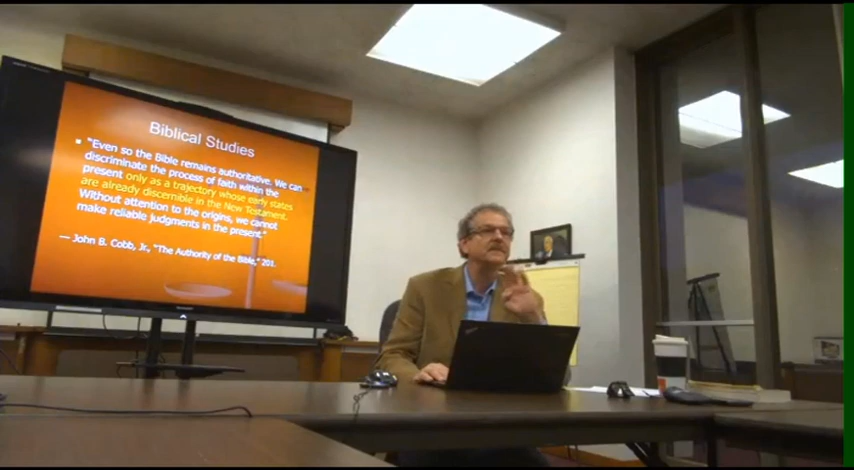 Biblical Studies
"Even so the Bible remains authoritative. We can
discriminate the process of faith within the
present only as a trajectory whose early states
are already discernible in the New Testament.
Without attention to the origins, we cannot
make reliable judgments in the present."
— John B. Cobb, Jr., "The Authority of the Bible," 201.